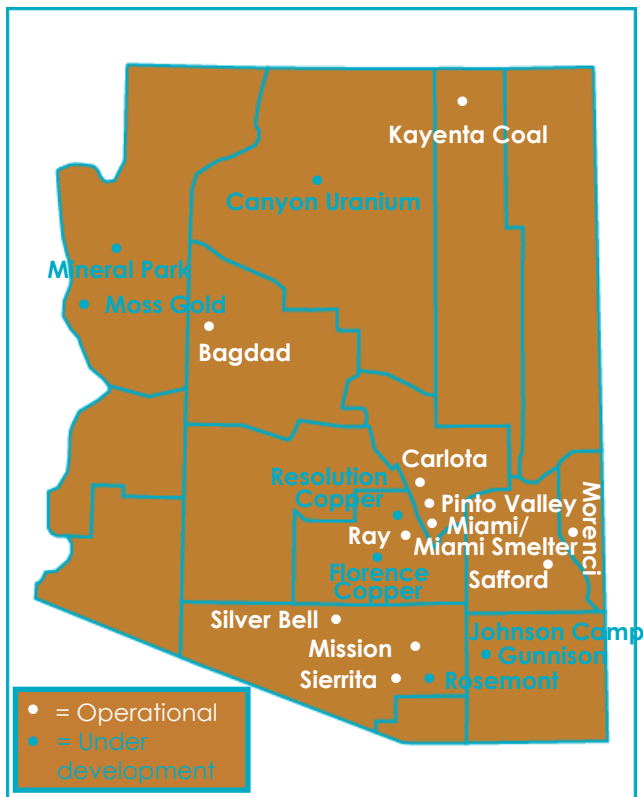 Kayenta Coal
Canyon Uranium
Mineral Park
Moss Gold
Bagdad
Carlota
Resolution
Copper
Pinto Valley
Miami/
Miami Smelter
Morenci
Ray
Safford
Florence
Copper
Silver Bell
Johnson Camp
Mission
Gunnison
Sierrita
Rosemont
= Operational
= Under
development